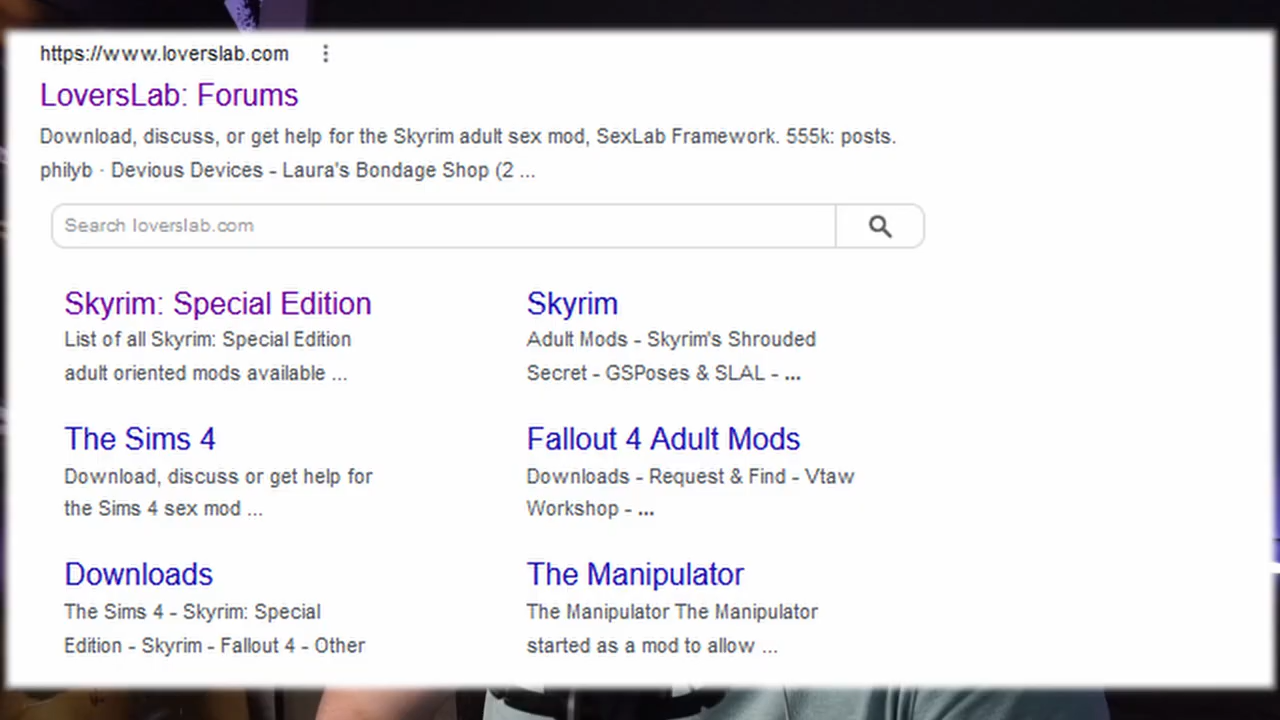 https://www.loverslab.com
LoversLab: Forums
Download, discuss, or get help for the Skyrim adult sex mod, SexLab Framework. 555k: posts.
philyb · Devious Devices - Laura's Bondage Shop (2 ...
Search loverslab.com
Skyrim: Special Edition
List of all Skyrim: Special Edition
adult oriented mods available ...
Skyrim
Adult Mods - Skyrim's Shrouded
Secret - GSPoses & SLAL - ...
The Sims 4
Download, discuss or get help for
the Sims 4 sex mod ...
Fallout 4 Adult Mods
Downloads - Request & Find - Vtaw
Workshop - ...
Downloads
The Sims 4 - Skyrim: Special
Edition - Skyrim - Fallout 4 - Other
The Manipulator
The Manipulator The Manipulator
started as a mod to allow ...